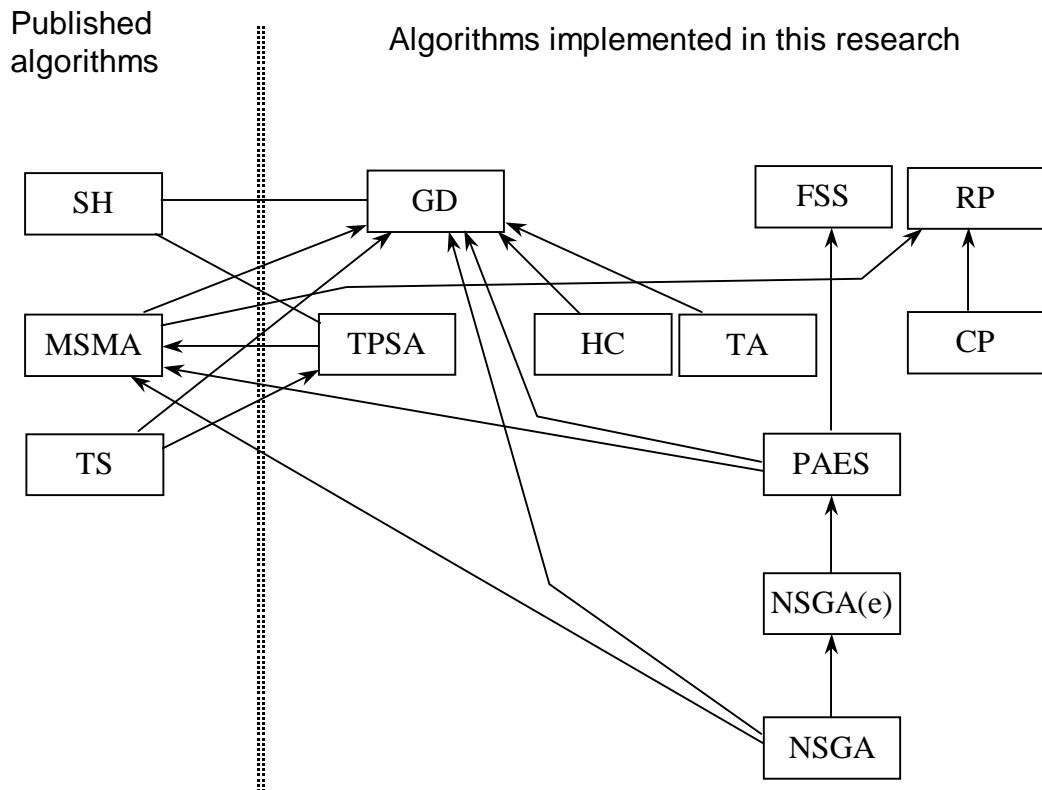 Published
algorithms
Algorithms implemented in this research
SH
GD
FSS
RP
MSMA
TPSA
HC
TA
CP
TS
PAES
NSGA(e)
NSGA